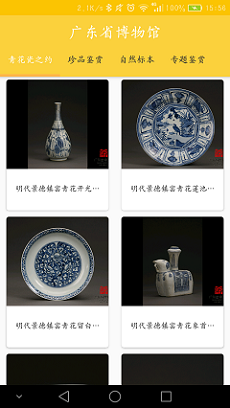 15:56
广东省博物馆
青花瓷之约 珍品鉴赏 自然标本 专题鉴赏
明代景德镇窑青花开光…
明代景德镇窑青花莲池…
明代景德镇窑青花留白…
明代景德镇窑青花象首…